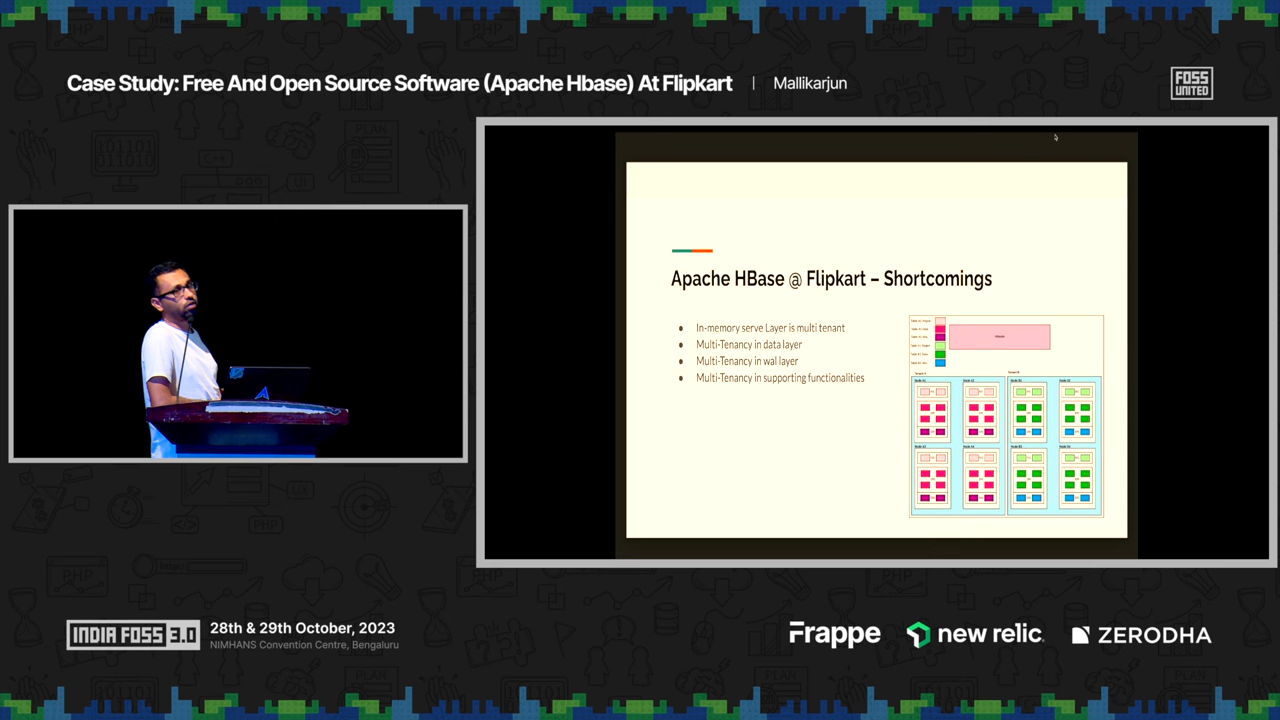 Case Study: Free And Open Source Software (Apache Hbase) At Flipkart | Mallikarjun
FOSS
UNITED
Apache HBase @ Flipkart – Shortcomings
● In-memory serve Layer is multi tenant
● Multi-Tenancy in data layer
● Multi-Tenancy in wal layer
● Multi-Tenancy in supporting functionalities
INDIA FOSS 3.0
28th & 29th October, 2023
NIMHANS Convention Centre, Bengaluru
Frappe
new relic
ZERODHA